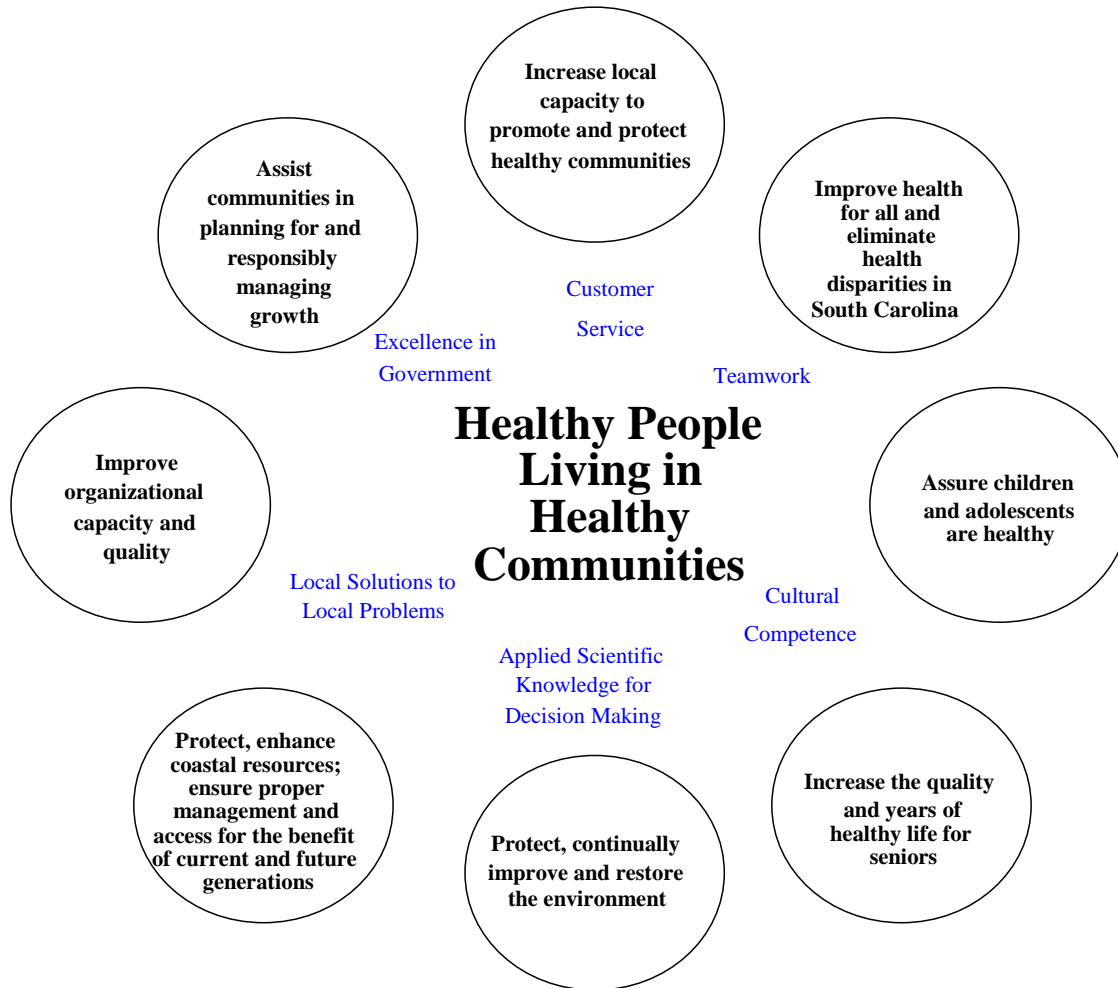 Increase local
capacity to
promote and protect
healthy communities
Assist
communities in
planning for and
responsibly
managing
growth
Improve health
for all and
eliminate
health
disparities in
South Carolina
Customer
Service
Excellence in
Government
Teamwork
Healthy People
Living in
Healthy
Communities
Improve
organizational
capacity and
quality
Assure children
and adolescents
are healthy
Local Solutions to
Local Problems
Cultural
Competence
Applied Scientific
Knowledge for
Decision Making
Protect, enhance
coastal resources;
ensure proper
management and
access for the benefit
of current and future
generations
Protect, continually
improve and restore
the environment
Increase the quality
and years of
healthy life for
seniors